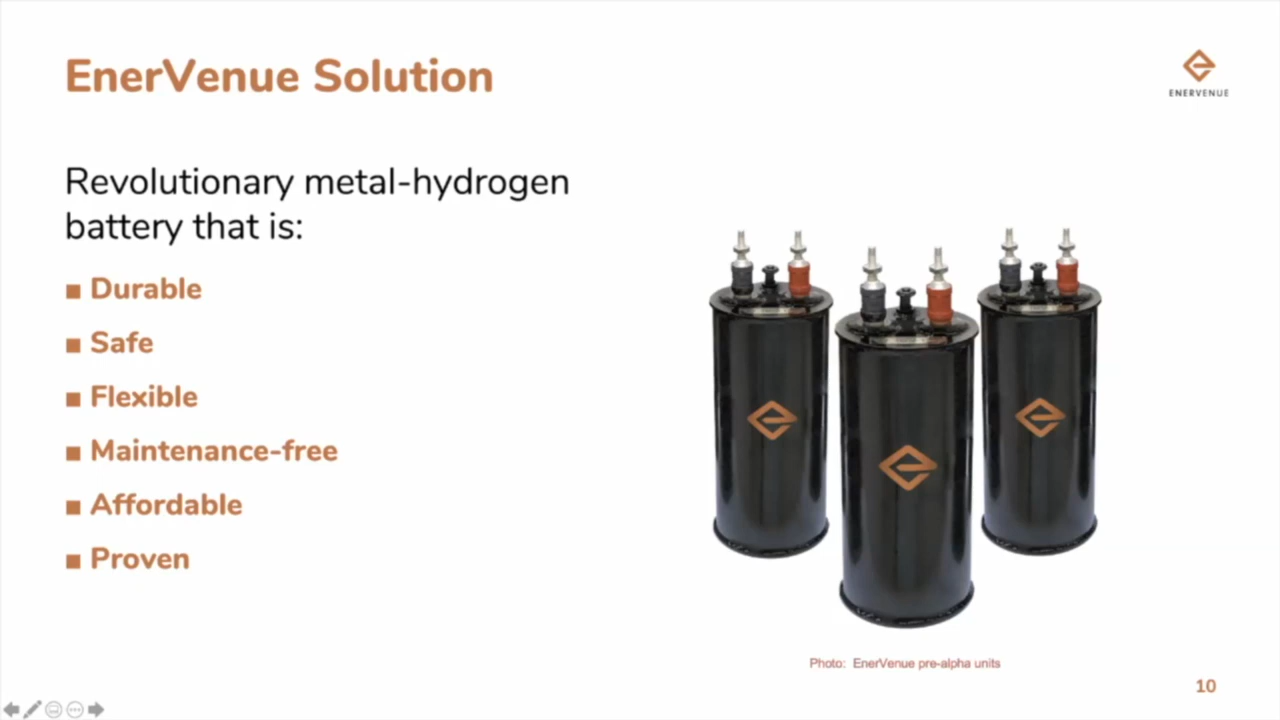 EnerVenue Solution
ENERVENUE
Revolutionary metal-hydrogen
battery that is:
■ Durable
■ Safe
■ Flexible
■ Maintenance-free
■ Affordable
■ Proven
Photo: EnerVenue pre-alpha units
10